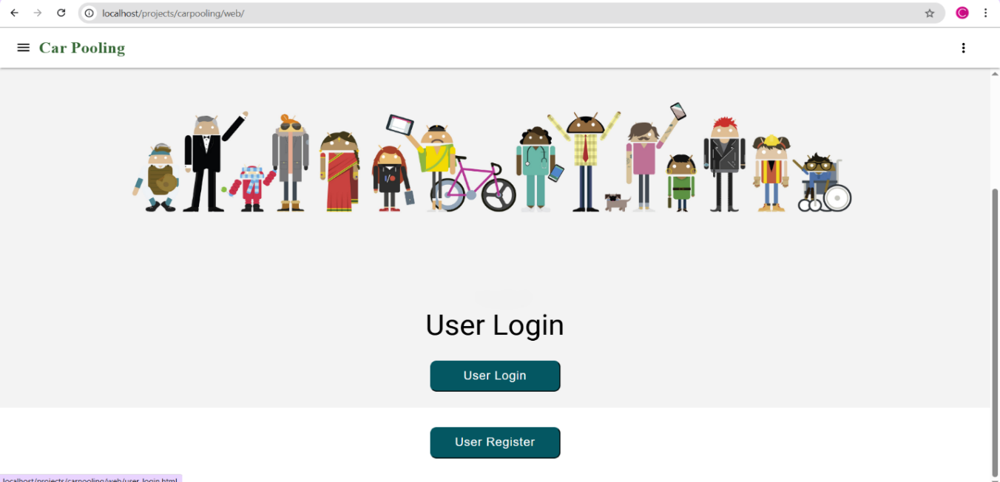 localhost/projects/carpooling/web/
Car Pooling
User Login
User Login
User Register
localhost/projects/carpooling/web/user_login.html